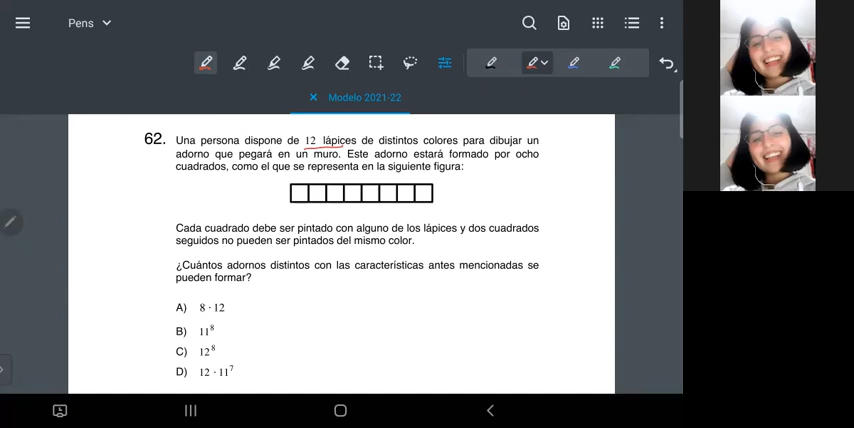 Pens
Modelo 2021-22
62. Una persona dispone de 12 lápices de distintos colores para dibujar un
adorno que pegará en un muro. Este adorno estará formado por ocho
cuadrados, como el que se representa en la siguiente figura:
Cada cuadrado debe ser pintado con alguno de los lápices y dos cuadrados
seguidos no pueden ser pintados del mismo color.
¿Cuántos adornos distintos con las características antes mencionadas se
pueden formar?
A) 8 · 12
B) 11⁸
C) 12⁸
D) 12 · 11⁷